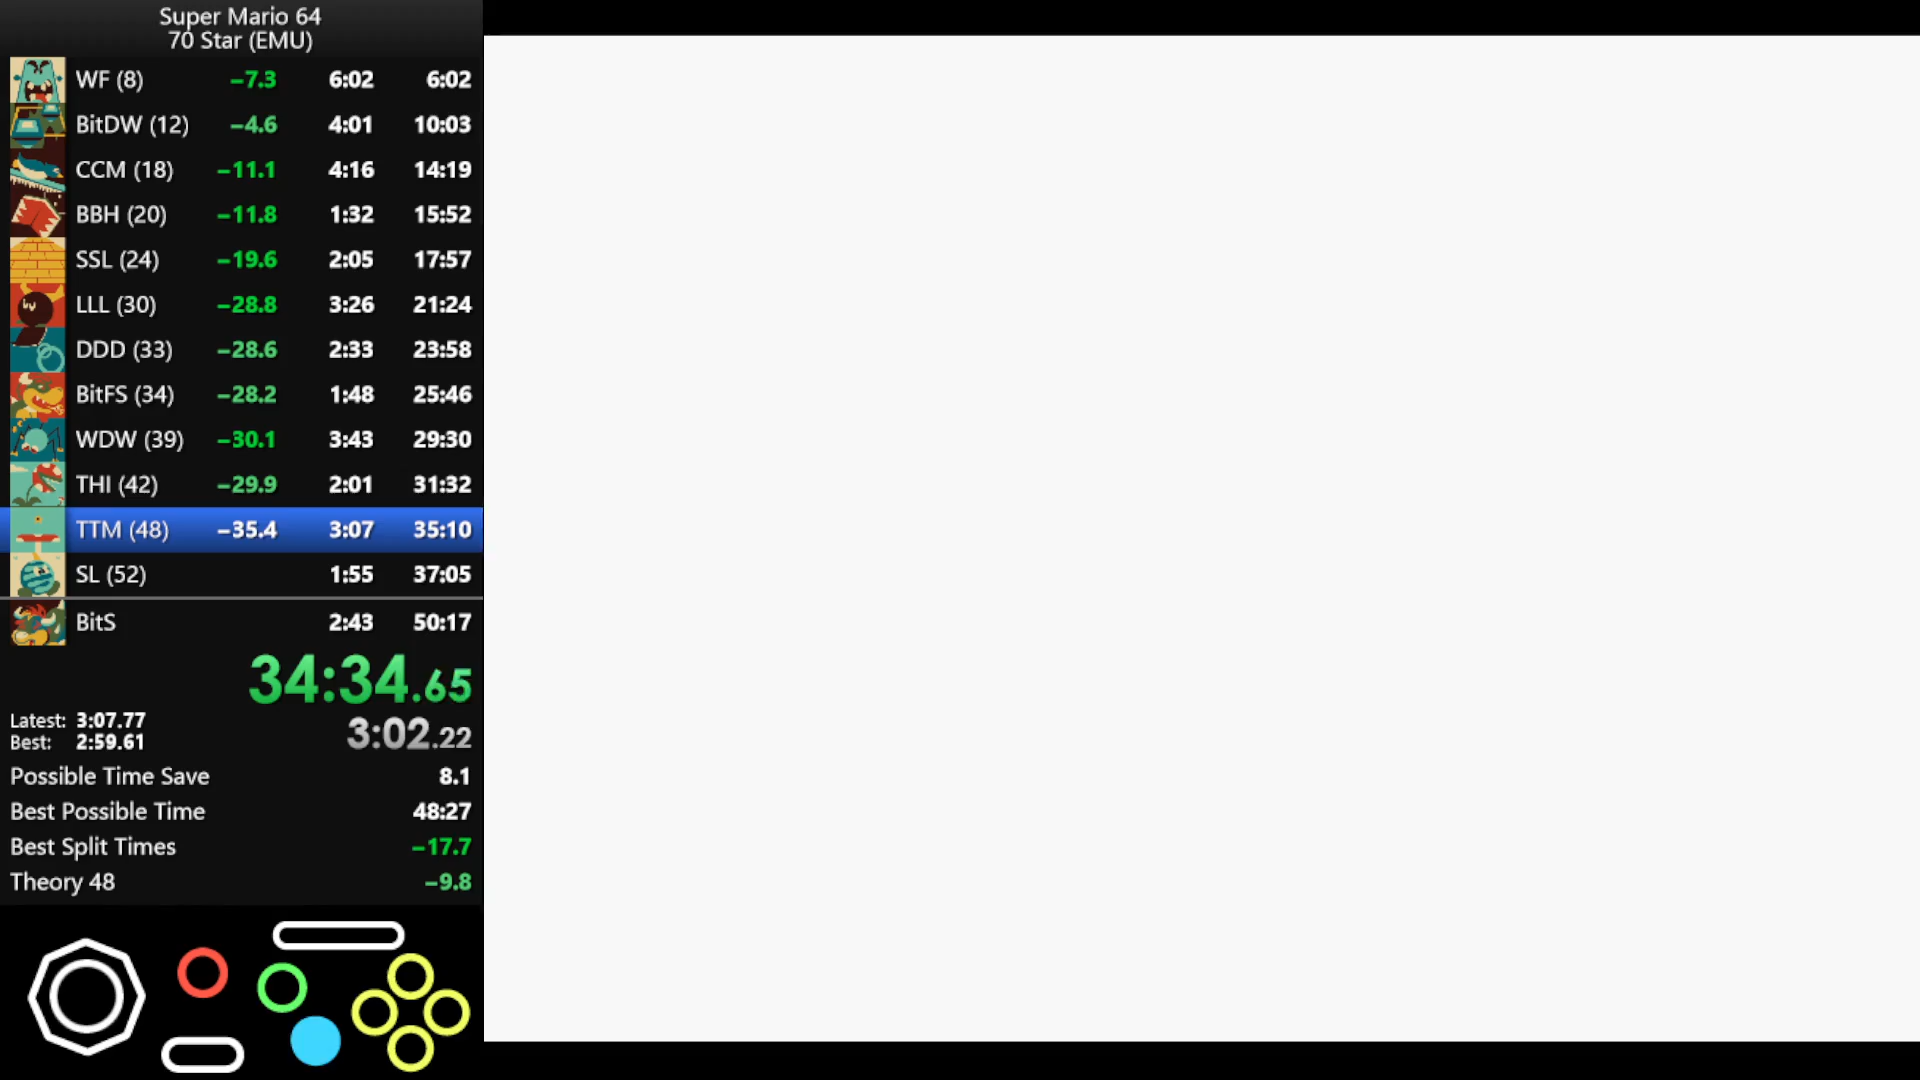 Super Mario 64
70 Star (EMU)
WF (8) −7.3 6:02 6:02
BitDW (12) −4.6 4:01 10:03
CCM (18) −11.1 4:16 14:19
BBH (20) −11.8 1:32 15:52
SSL (24) −19.6 2:05 17:57
LLL (30) −28.8 3:26 21:24
DDD (33) −28.6 2:33 23:58
BitFS (34) −28.2 1:48 25:46
WDW (39) −30.1 3:43 29:30
THI (42) −29.9 2:01 31:32
TTM (48) −35.4 3:07 35:10
SL (52) 1:55 37:05
BitS 2:43 50:17
34:34.65
Latest: 3:07.77
Best: 2:59.61
3:02.22
Possible Time Save 8.1
Best Possible Time 48:27
Best Split Times −17.7
Theory 48 −9.8